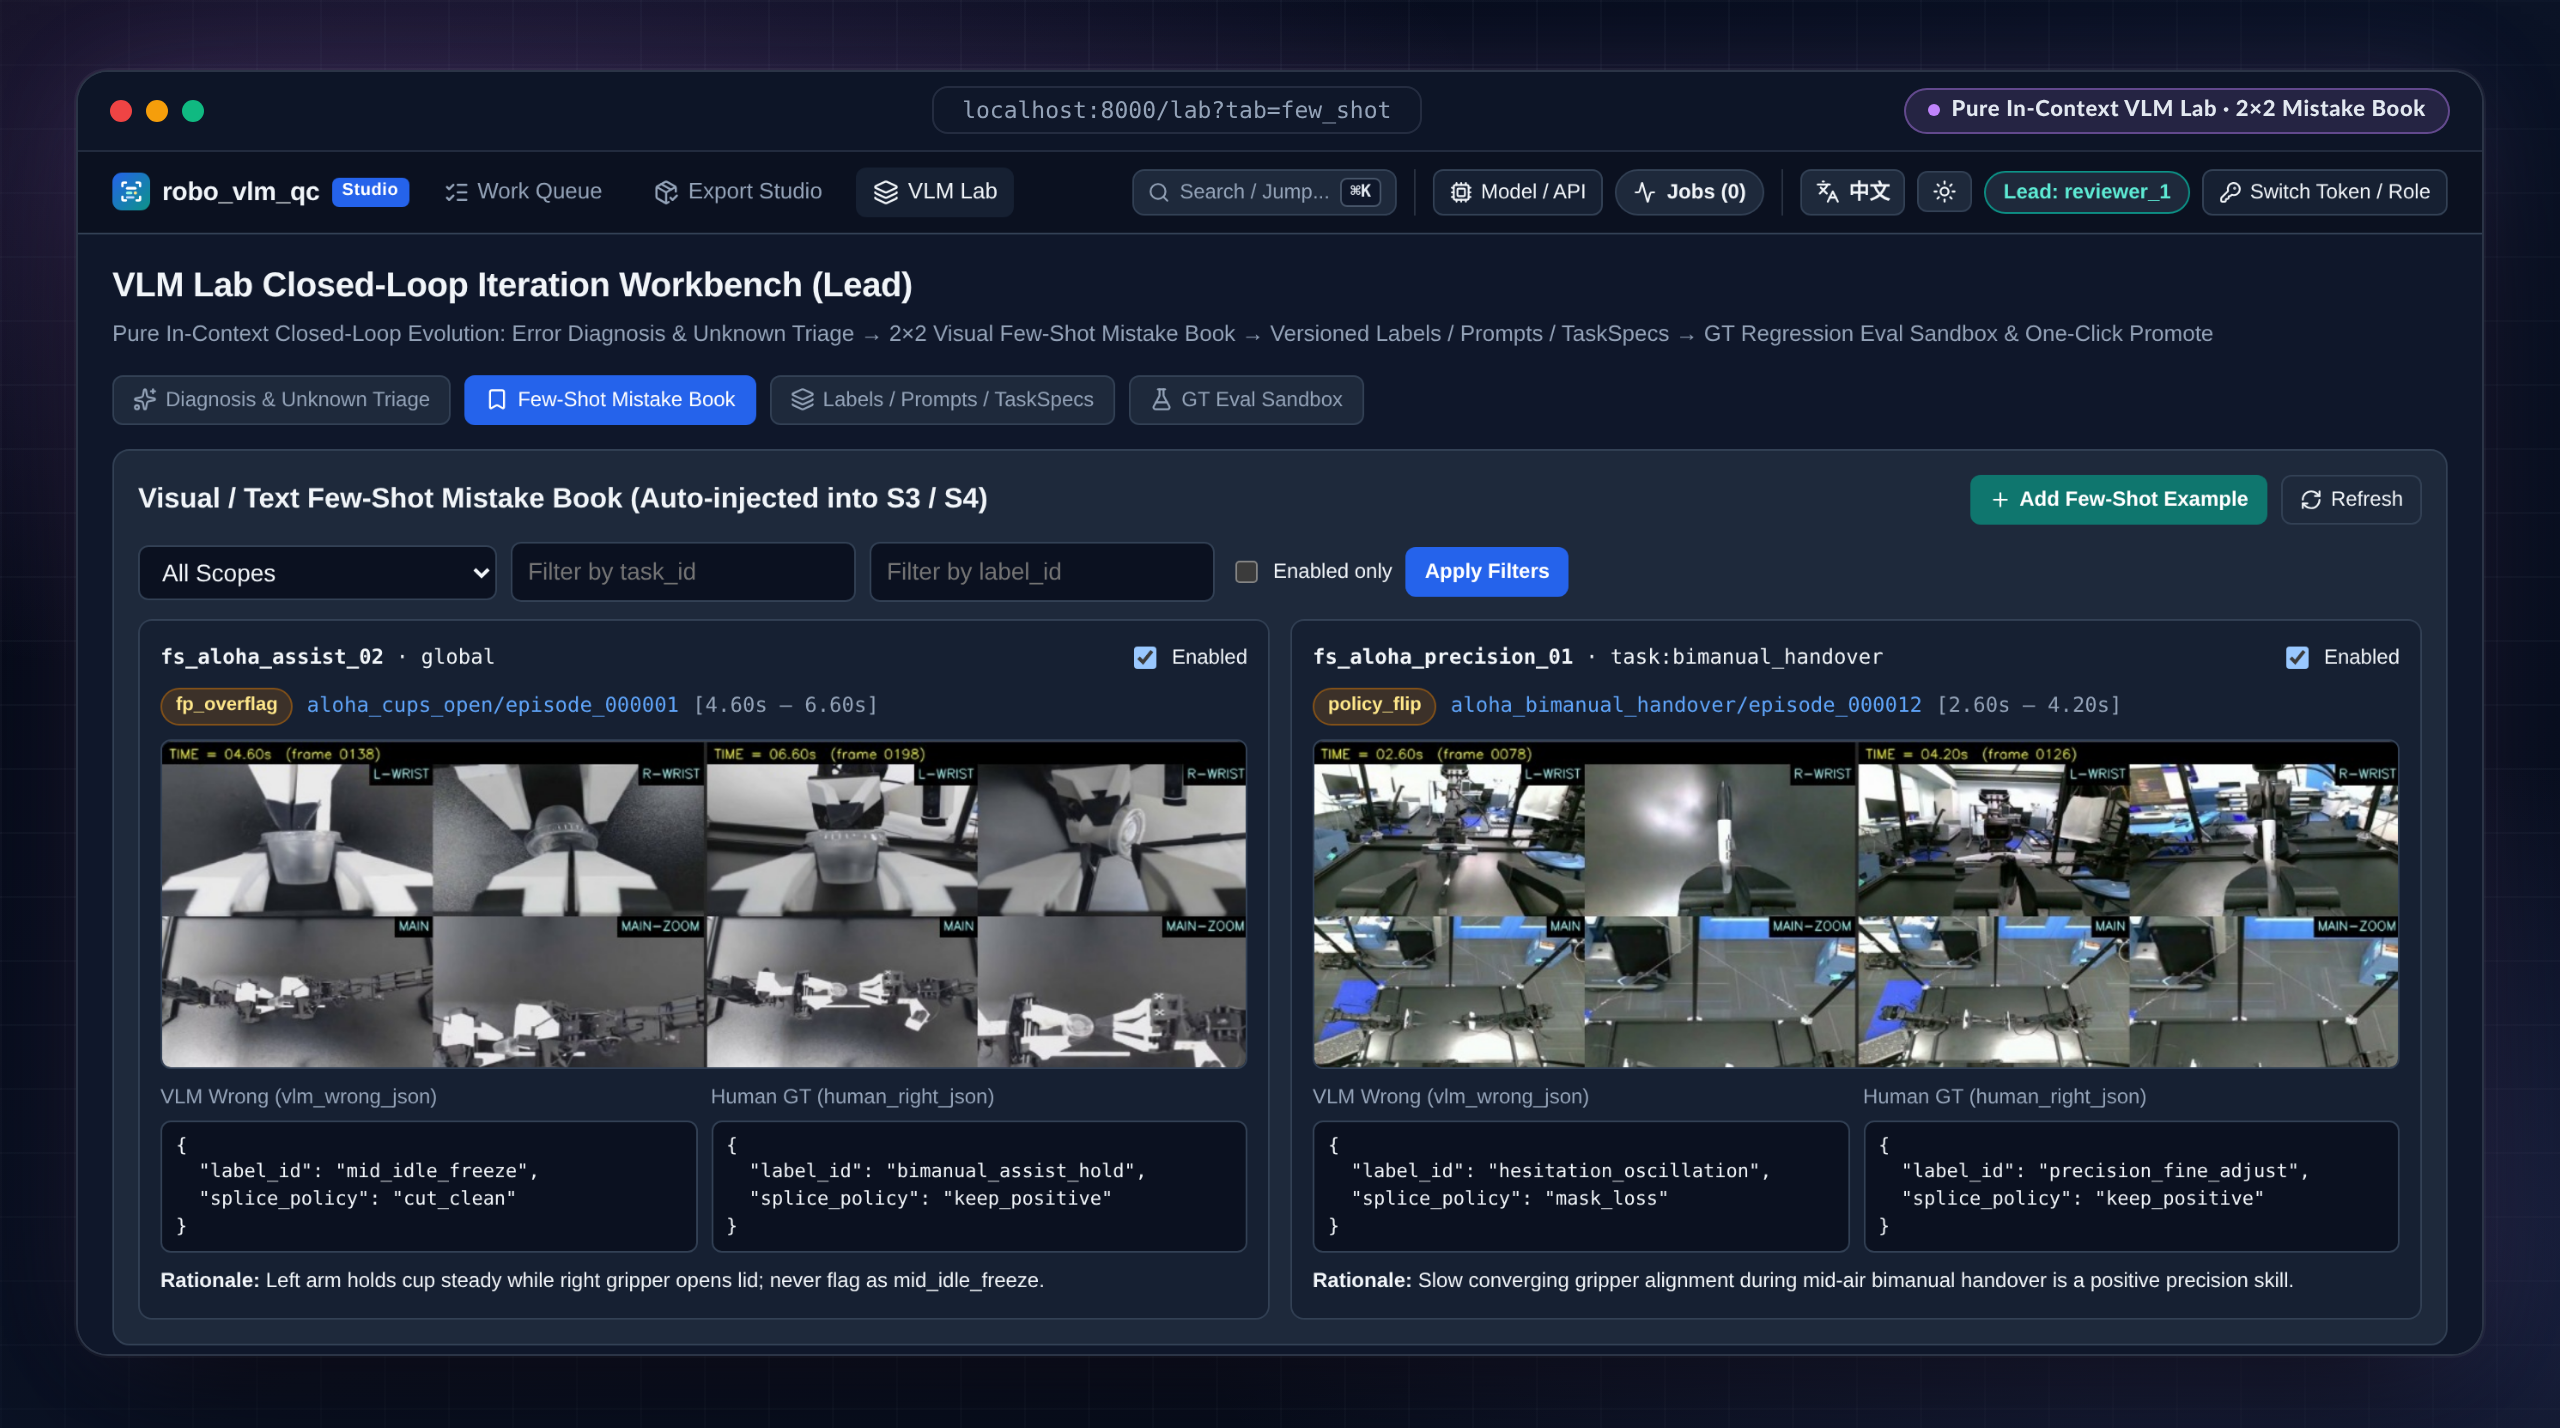 localhost:8000/lab?tab=few_shot
Pure In-Context VLM Lab · 2×2 Mistake Book
robo_vlm_qc Studio Work Queue Export Studio VLM Lab Search / Jump... ⌘K Model / API Jobs (0) 中文 Lead: reviewer_1 Switch Token / Role
VLM Lab Closed-Loop Iteration Workbench (Lead)
Pure In-Context Closed-Loop Evolution: Error Diagnosis & Unknown Triage → 2×2 Visual Few-Shot Mistake Book → Versioned Labels / Prompts / TaskSpecs → GT Regression Eval Sandbox & One-Click Promote
Diagnosis & Unknown Triage Few-Shot Mistake Book Labels / Prompts / TaskSpecs GT Eval Sandbox
Visual / Text Few-Shot Mistake Book (Auto-injected into S3 / S4)
+ Add Few-Shot Example Refresh
All Scopes Filter by task_id Filter by label_id Enabled only Apply Filters
fs_aloha_assist_02 · global Enabled
fp_overflag aloha_cups_open/episode_000001 [4.60s – 6.60s]
TIME = 04.60s (frame 0138) TIME = 06.60s (frame 0198)
L-WRIST R-WRIST L-WRIST R-WRIST
MAIN MAIN-ZOOM MAIN MAIN-ZOOM
VLM Wrong (vlm_wrong_json)
{
"label_id": "mid_idle_freeze",
"splice_policy": "cut_clean"
}
Human GT (human_right_json)
{
"label_id": "bimanual_assist_hold",
"splice_policy": "keep_positive"
}
Rationale: Left arm holds cup steady while right gripper opens lid; never flag as mid_idle_freeze.
fs_aloha_precision_01 · task:bimanual_handover Enabled
policy_flip aloha_bimanual_handover/episode_000012 [2.60s – 4.20s]
TIME = 02.60s (frame 0078) TIME = 04.20s (frame 0126)
L-WRIST R-WRIST L-WRIST R-WRIST
MAIN MAIN-ZOOM MAIN MAIN-ZOOM
VLM Wrong (vlm_wrong_json)
{
"label_id": "hesitation_oscillation",
"splice_policy": "mask_loss"
}
Human GT (human_right_json)
{
"label_id": "precision_fine_adjust",
"splice_policy": "keep_positive"
}
Rationale: Slow converging gripper alignment during mid-air bimanual handover is a positive precision skill.